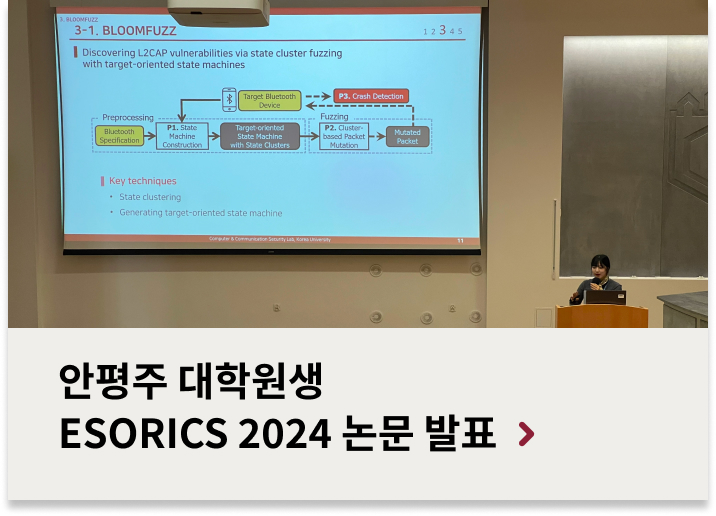 3. BLOOMFUZZ
3-1. BLOOMFUZZ
1 2 3 4 5
Discovering L2CAP vulnerabilities via state cluster fuzzing
with target-oriented state machines
Target Bluetooth
Device
P3. Crash Detection
Preprocessing
Fuzzing
Bluetooth
Specification
P1. State
Machine
Construction
Target-oriented
State Machine
with State Clusters
P2. Cluster-
based Packet
Mutation
Mutated
Packet
Key techniques
• State clustering
• Generating target-oriented state machine
Computer & Communication Security Lab, Korea University
11
안평주 대학원생
ESORICS 2024 논문 발표